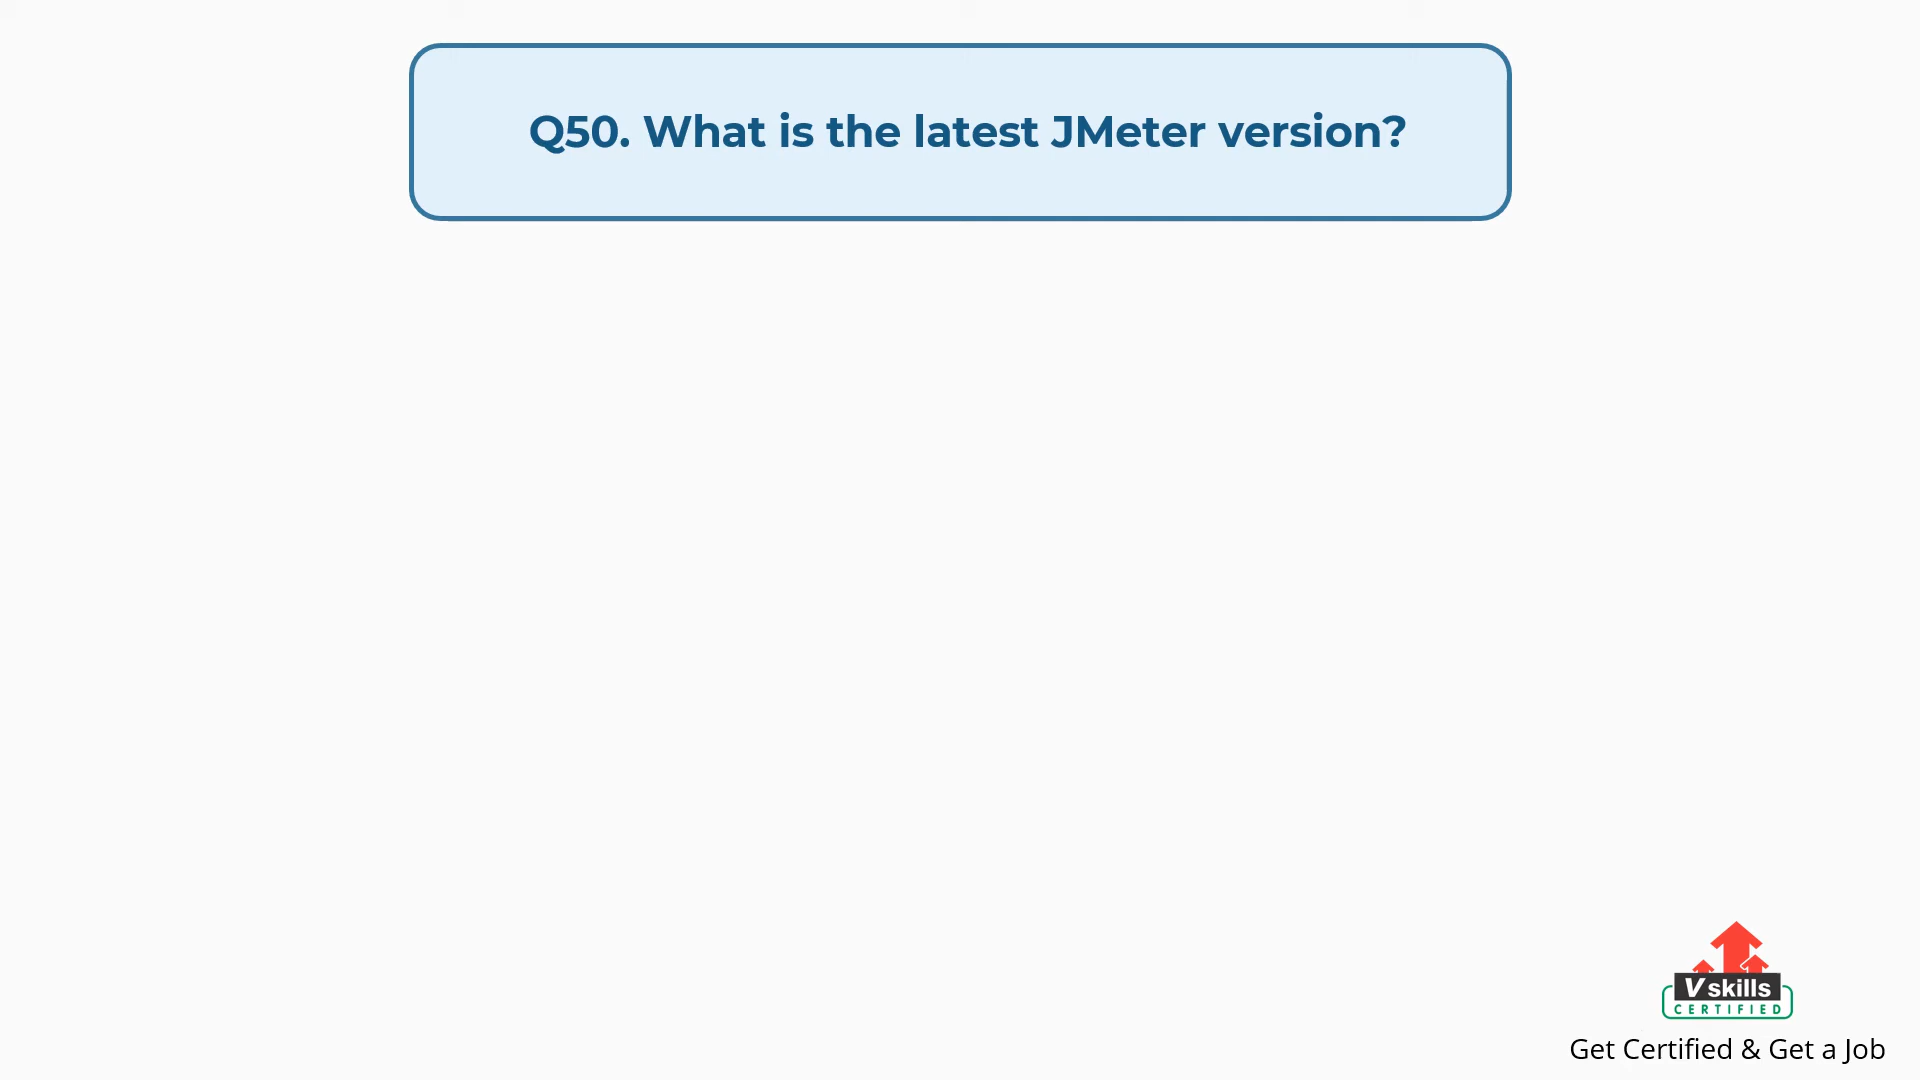 Q50. What is the latest JMeter version?
Vskills
CERTIFIED
Get Certified & Get a Job